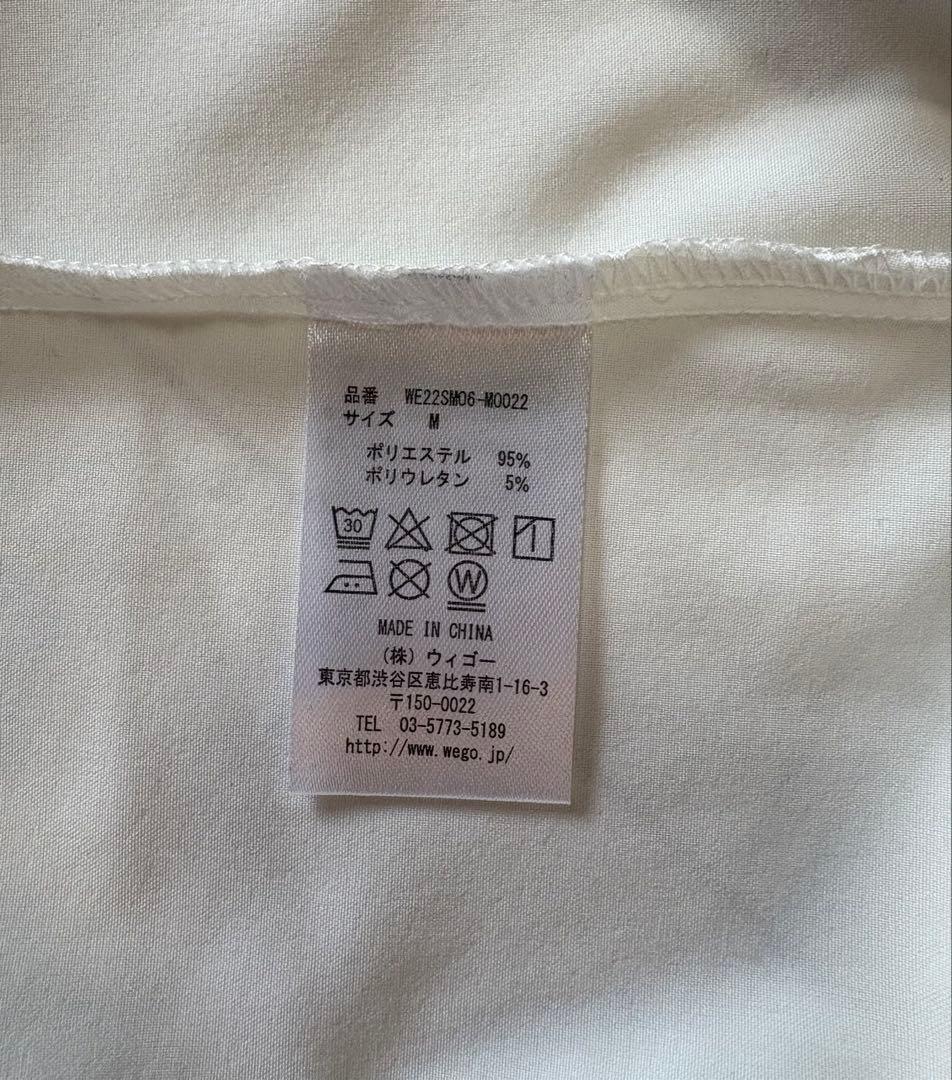 品番 WE22SM06-M0022
サイズ M
ポリエステル 95%
ポリウレタン 5%
30
W
MADE IN CHINA
(株)ウィゴー
東京都渋谷区恵比寿南1-16-3
〒150-0022
TEL 03-5773-5189
http://www.wego.jp/